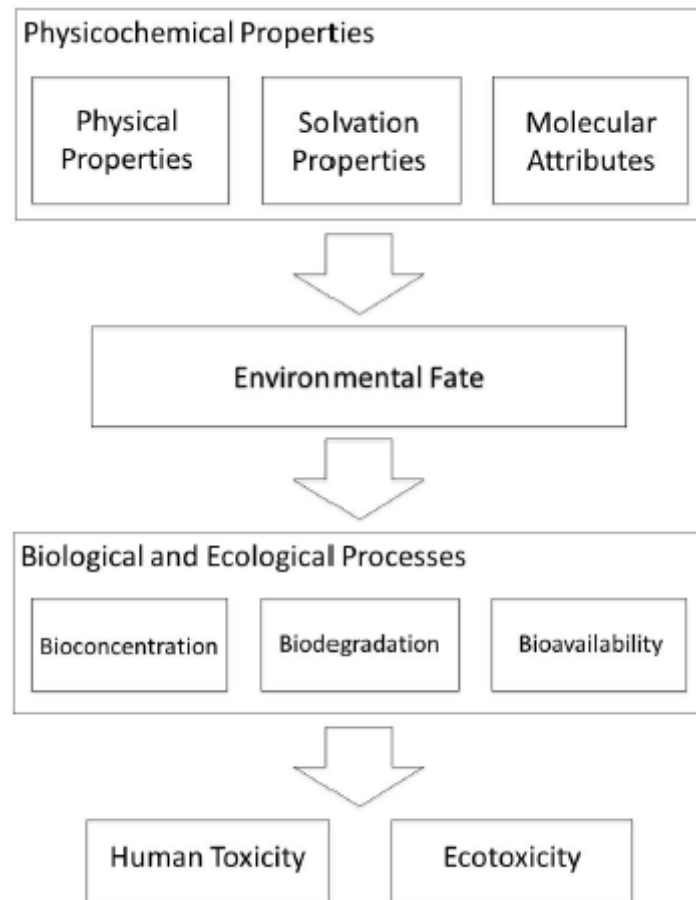 Physicochemical Properties
Physical
Properties
Solvation
Properties
Molecular
Attributes
Environmental Fate
Biological and Ecological Processes
Bioconcentration
Biodegradation
Bioavailability
Human Toxicity
Ecotoxicity